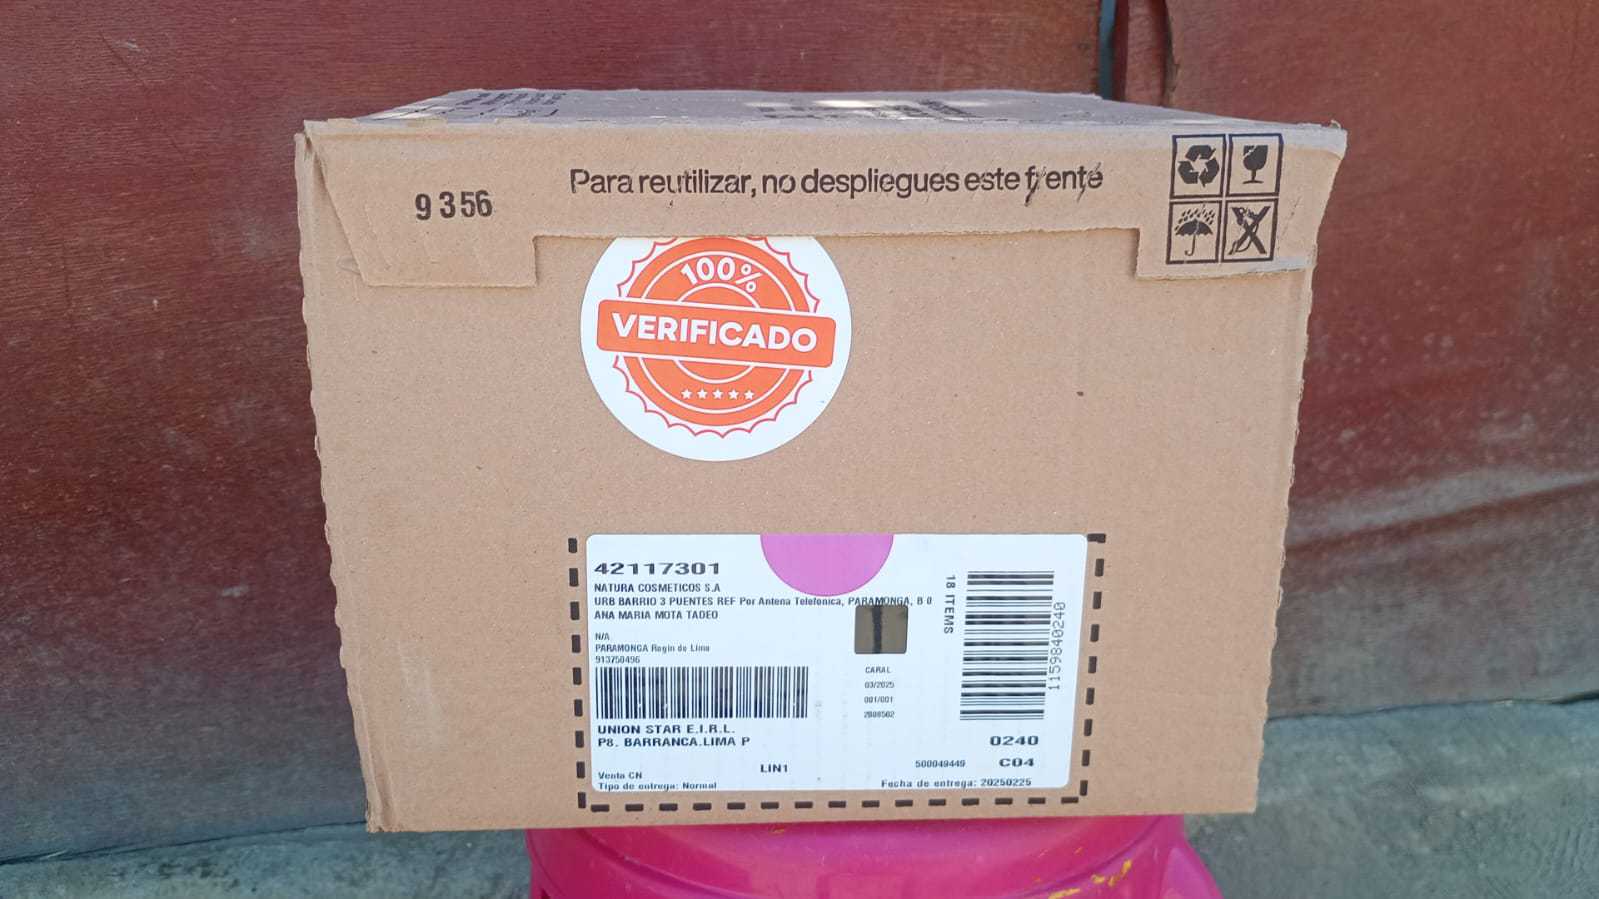 9 356
Para reutilizar, no despliegues este frente
100%
VERIFICADO
42117301
NATURA COSMETICOS S.A
URB BARRIO 3 PUENTES REF Por Antena Telefonica, PARAMONGA, B 0
ANA MARIA MOTA TADEO
N/A
PARAMONGA Regin de Lima
913750496
CARAL
03/2025
001/001
2808502
18 ITEMS
1159840240
UNION STAR E.I.R.L.
P8. BARRANCA.LIMA P
0240
LIN1
500049449 C04
Venta CN
Tipo de entrega: Normal
Fecha de entrega: 20250225